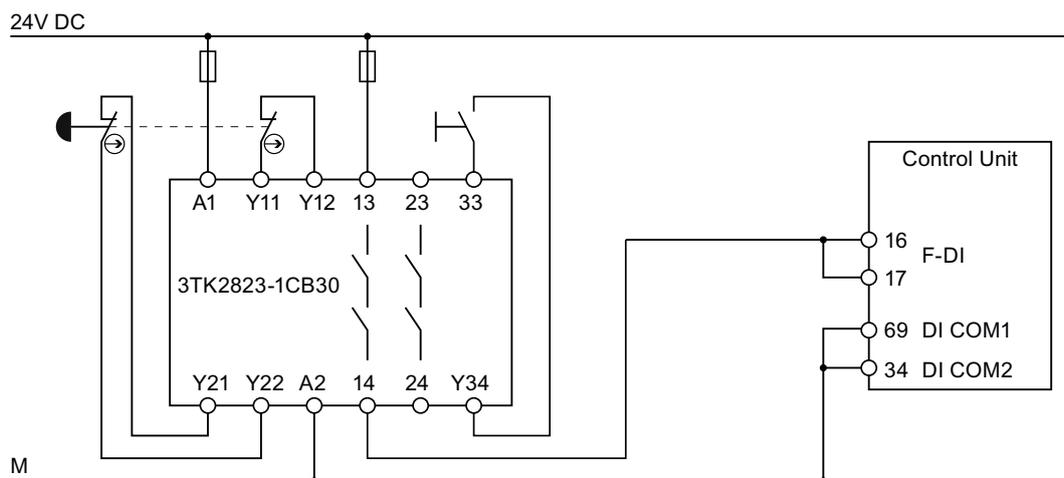 24V DC
A1 Y11 Y12 13 23 33
3TK2823-1CB30
Y21 Y22 A2 14 24 Y34
M
Control Unit
16
F-DI
17
69 DI COM1
34 DI COM2